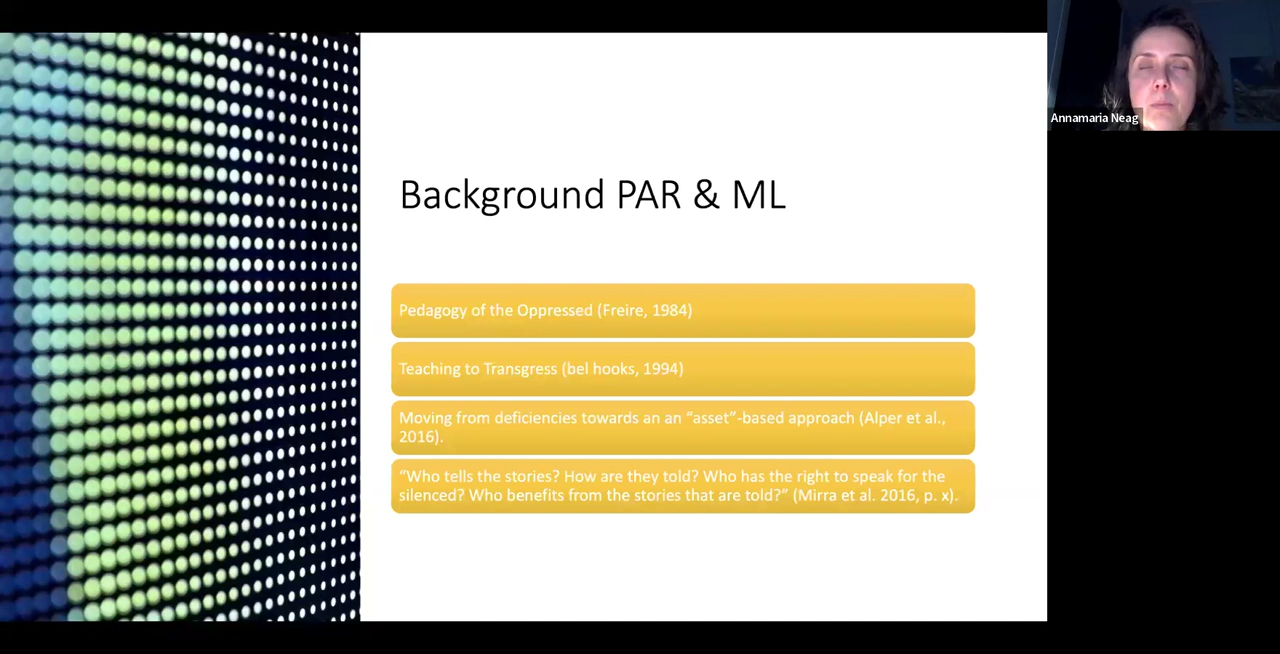 Annamaria Neag
Background PAR & ML
Pedagogy of the Oppressed (Freire, 1984)
Teaching to Transgress (bel hooks, 1994)
Moving from deficiencies towards an an “asset”-based approach (Alper et al.,
2016).
“Who tells the stories? How are they told? Who has the right to speak for the
silenced? Who benefits from the stories that are told?” (Mirra et al. 2016, p. x).